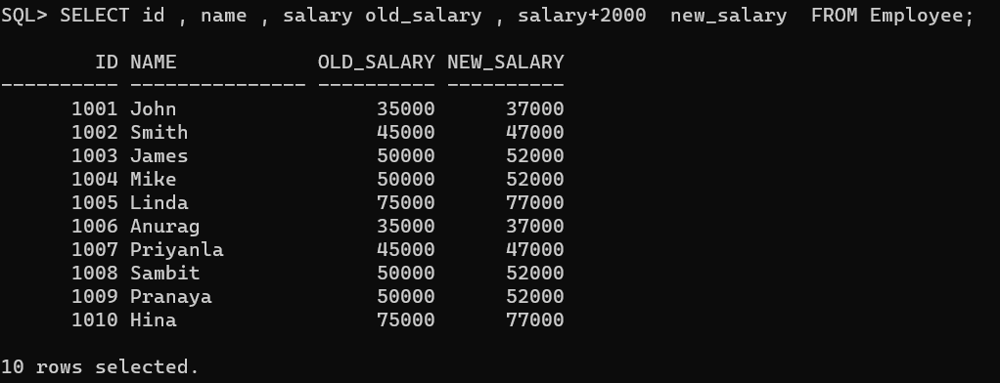 SQL> SELECT id , name , salary old_salary , salary+2000  new_salary  FROM Employee;
        ID NAME            OLD_SALARY NEW_SALARY
---------- --------------- ---------- ----------
      1001 John                 35000      37000
      1002 Smith                45000      47000
      1003 James                50000      52000
      1004 Mike                 50000      52000
      1005 Linda                75000      77000
      1006 Anurag               35000      37000
      1007 Priyanla             45000      47000
      1008 Sambit               50000      52000
      1009 Pranaya              50000      52000
      1010 Hina                 75000      77000
10 rows selected.